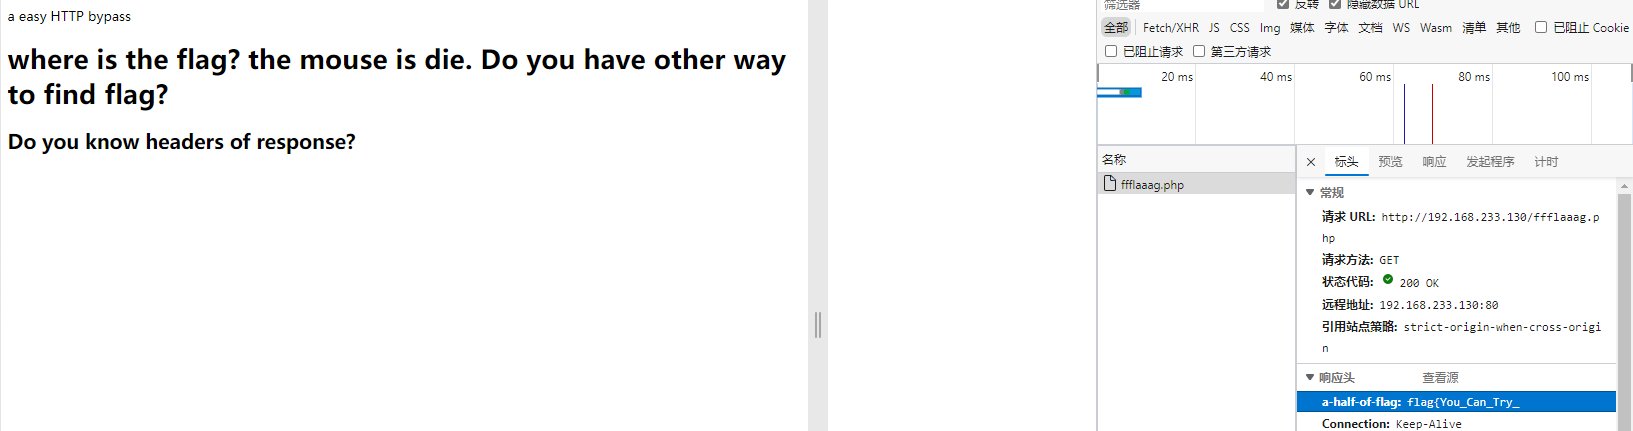 a easy HTTP bypass
where is the flag? the mouse is die. Do you have other way
to find flag?
Do you know headers of response?
筛选器
反转
隐藏数据 URL
全部 Fetch/XHR JS CSS Img 媒体 字体 文档 WS Wasm 清单 其他 已阻止 Cookie
已阻止请求 第三方请求
20 ms 40 ms 60 ms 80 ms 100 ms
名称
ffflaaag.php
标头 预览 响应 发起程序 计时
常规
请求 URL: http://192.168.233.130/ffflaaag.p
hp
请求方法: GET
状态代码: 200 OK
远程地址: 192.168.233.130:80
引用站点策略: strict-origin-when-cross-origi
n
响应头 查看源
a-half-of-flag: flag{You_Can_Try_
Connection: Keep-Alive